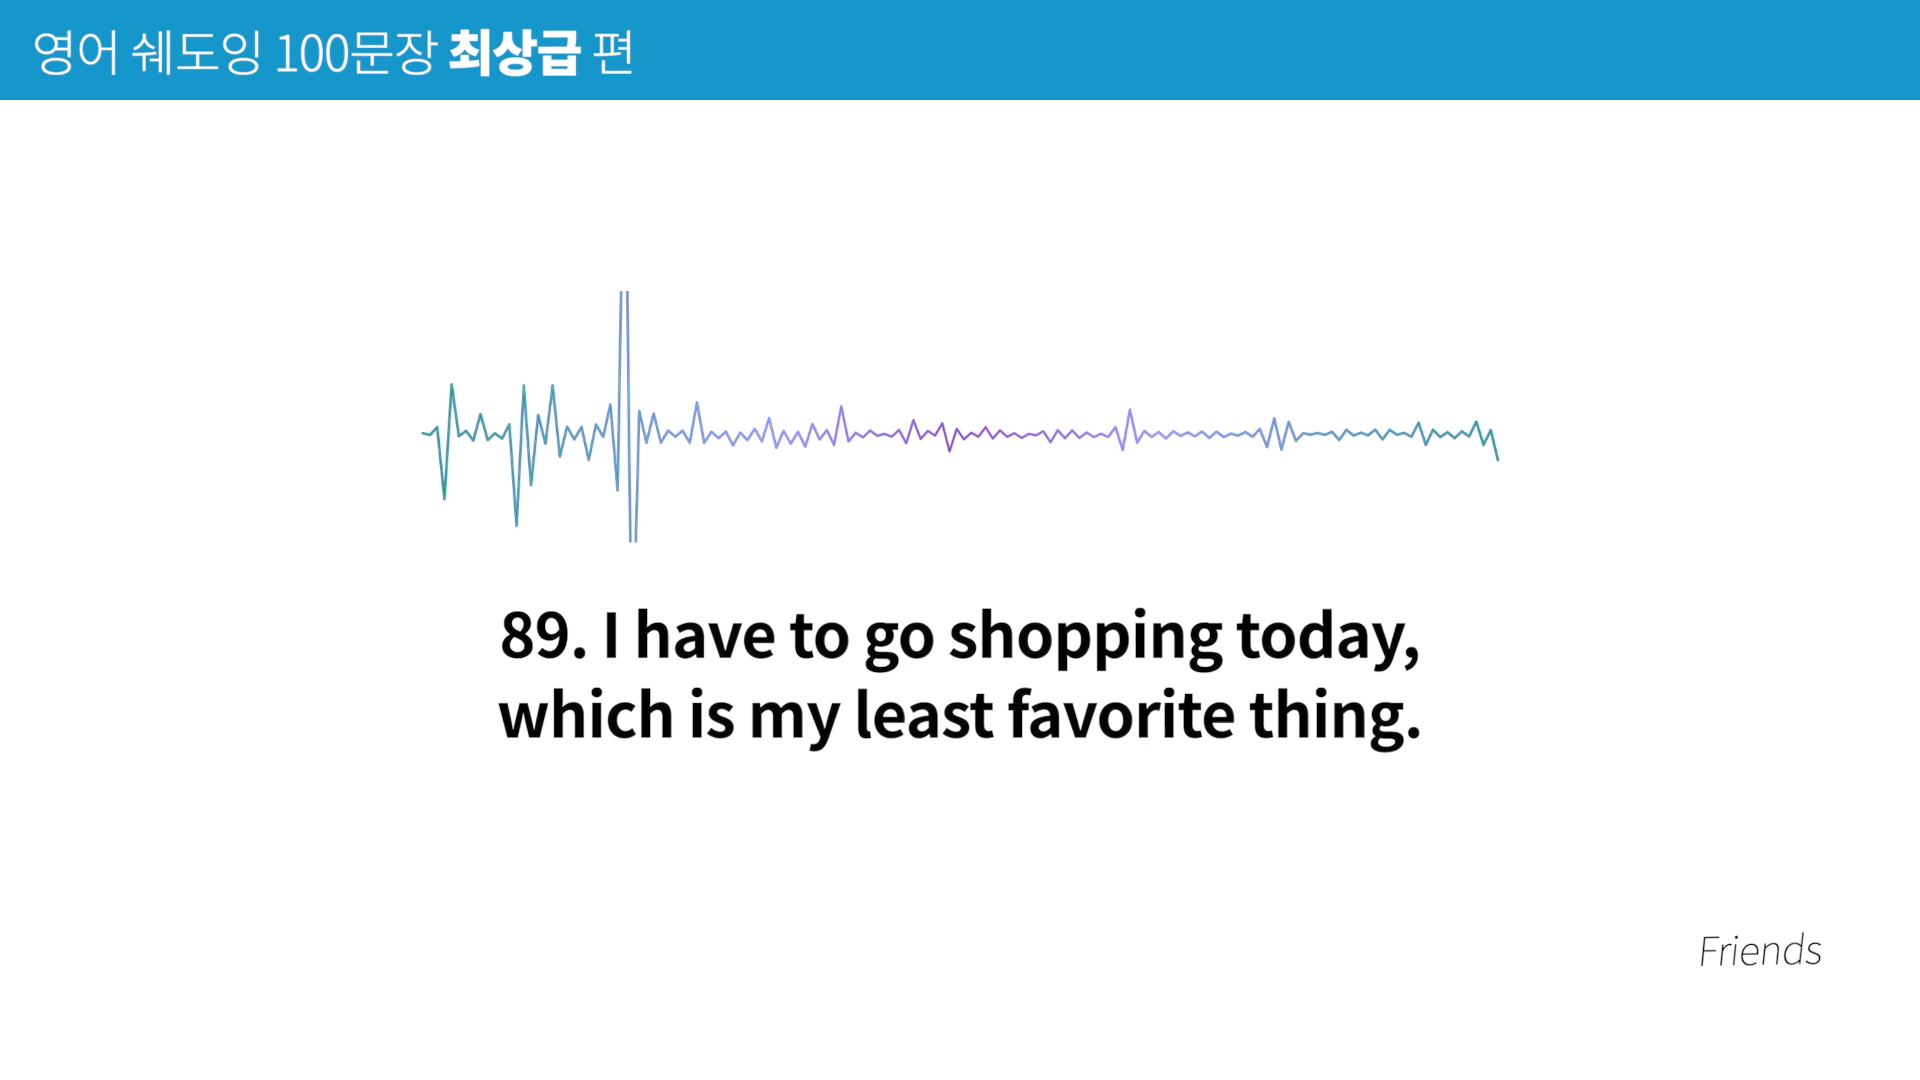 영어 쉐도잉 100문장 최상급 편
89. I have to go shopping today,
which is my least favorite thing.
Friends